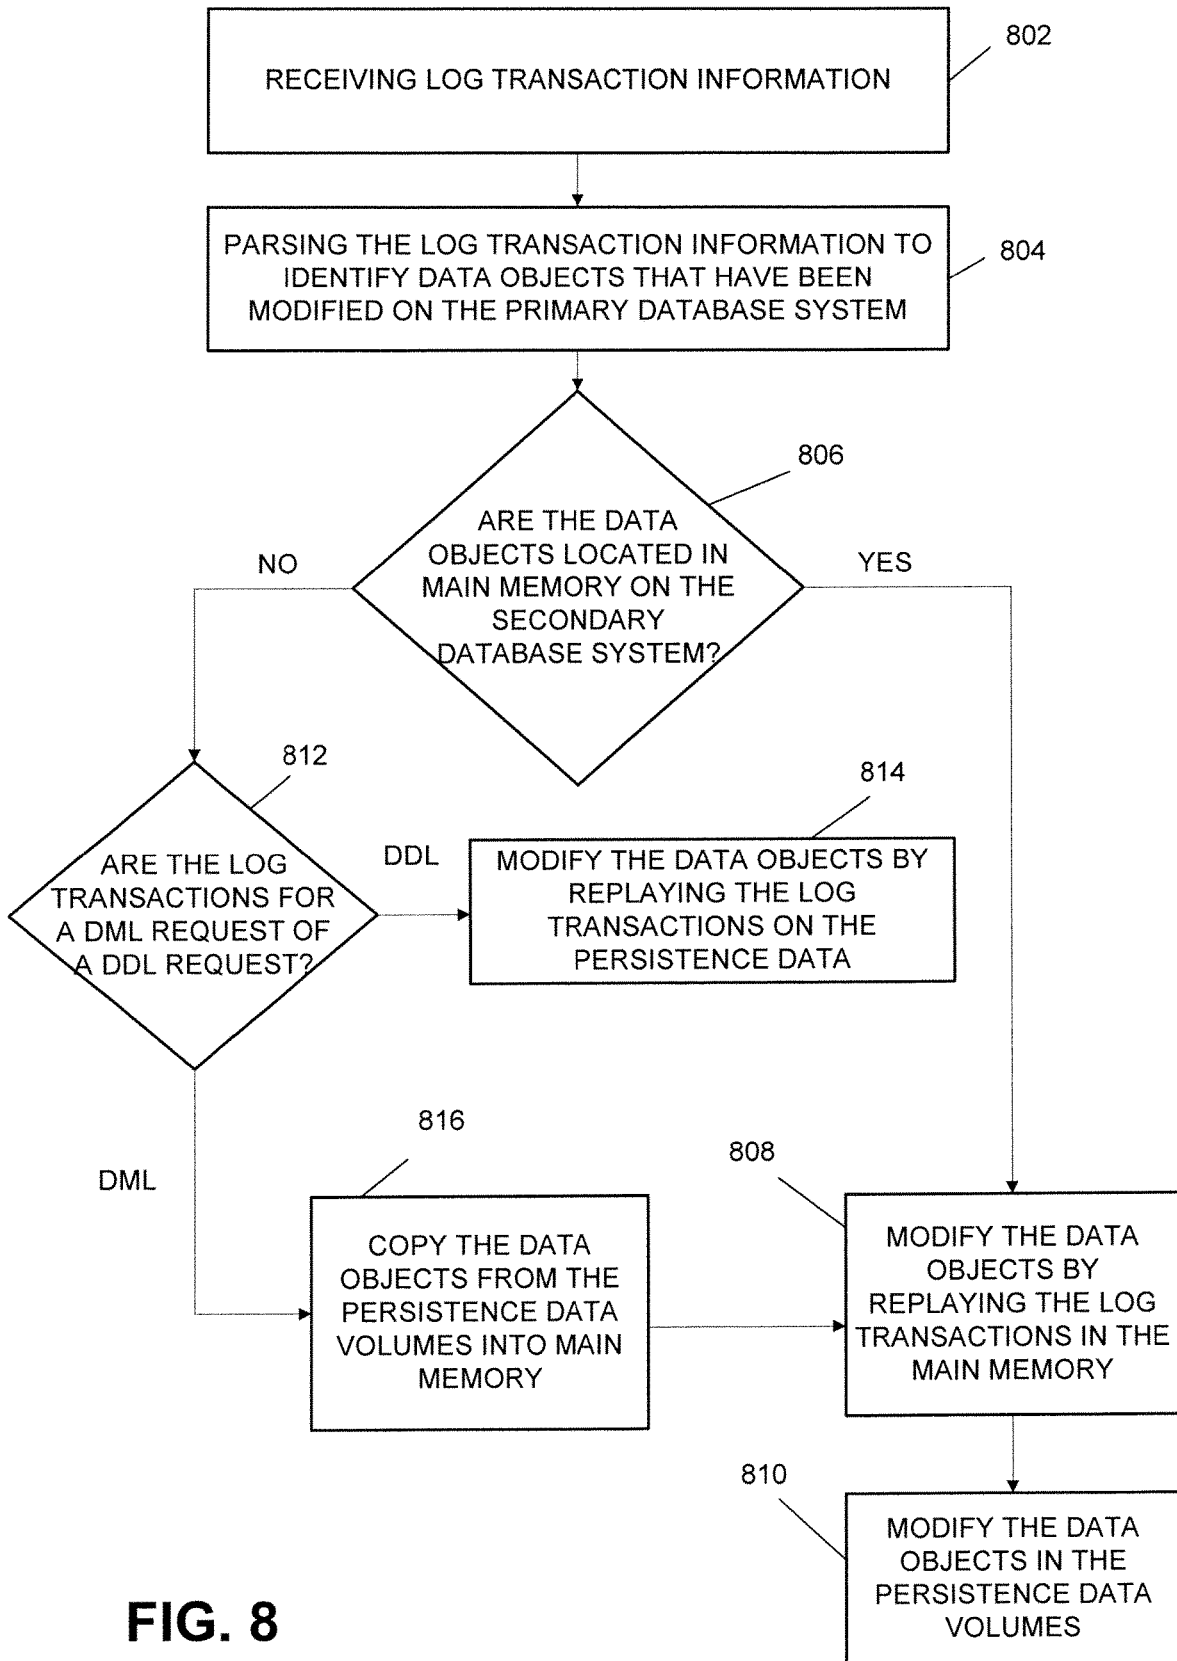 802
RECEIVING LOG TRANSACTION INFORMATION
PARSING THE LOG TRANSACTION INFORMATION TO
IDENTIFY DATA OBJECTS THAT HAVE BEEN
MODIFIED ON THE PRIMARY DATABASE SYSTEM
804
806
ARE THE DATA
OBJECTS LOCATED IN
MAIN MEMORY ON THE
SECONDARY
DATABASE SYSTEM?
NO
YES
812
ARE THE LOG
TRANSACTIONS FOR
A DML REQUEST OF
A DDL REQUEST?
DDL
814
MODIFY THE DATA OBJECTS BY
REPLAYING THE LOG
TRANSACTIONS ON THE
PERSISTENCE DATA
DML
816
COPY THE DATA
OBJECTS FROM THE
PERSISTENCE DATA
VOLUMES INTO MAIN
MEMORY
808
MODIFY THE DATA
OBJECTS BY
REPLAYING THE LOG
TRANSACTIONS IN THE
MAIN MEMORY
810
MODIFY THE DATA
OBJECTS IN THE
PERSISTENCE DATA
VOLUMES
FIG. 8